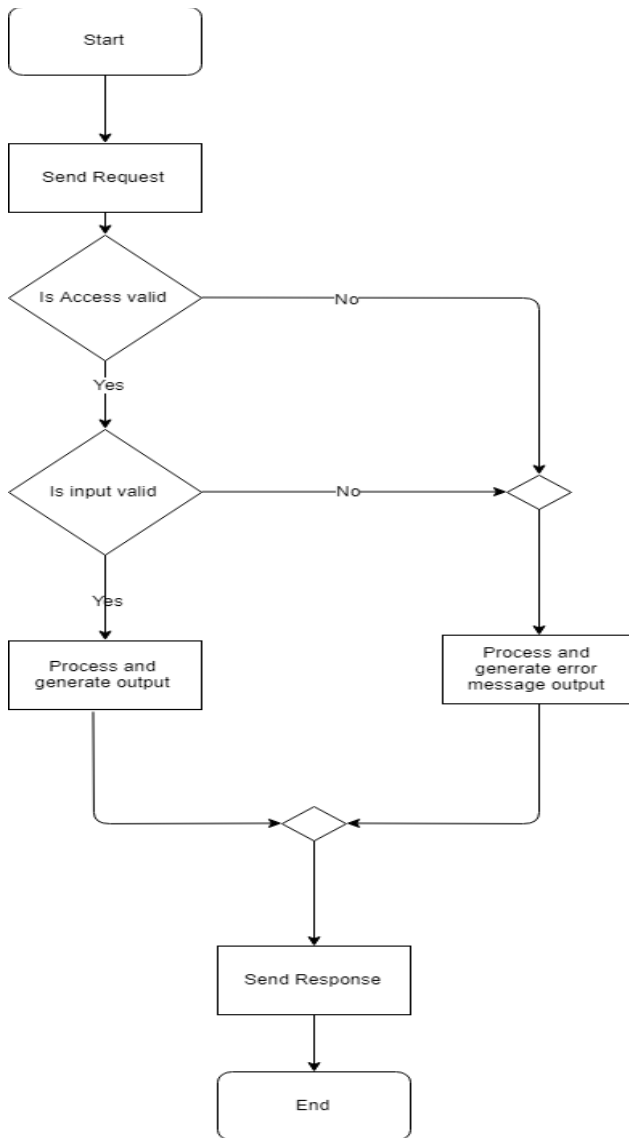 Start
Send Request
Is Access valid
No
Yes
Is input valid
No
Yes
Process and
generate output
Process and
generate error
message output
Send Response
End